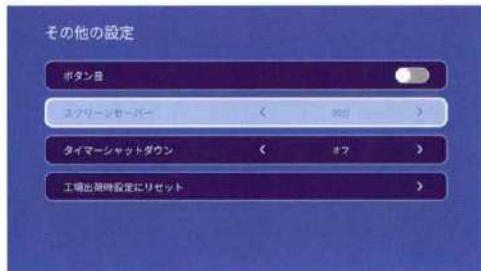 その他の設定
ボタン音
スクリーンセーバー < >
タイマーシャットダウン < オフ >
工場出荷時設定にリセット >